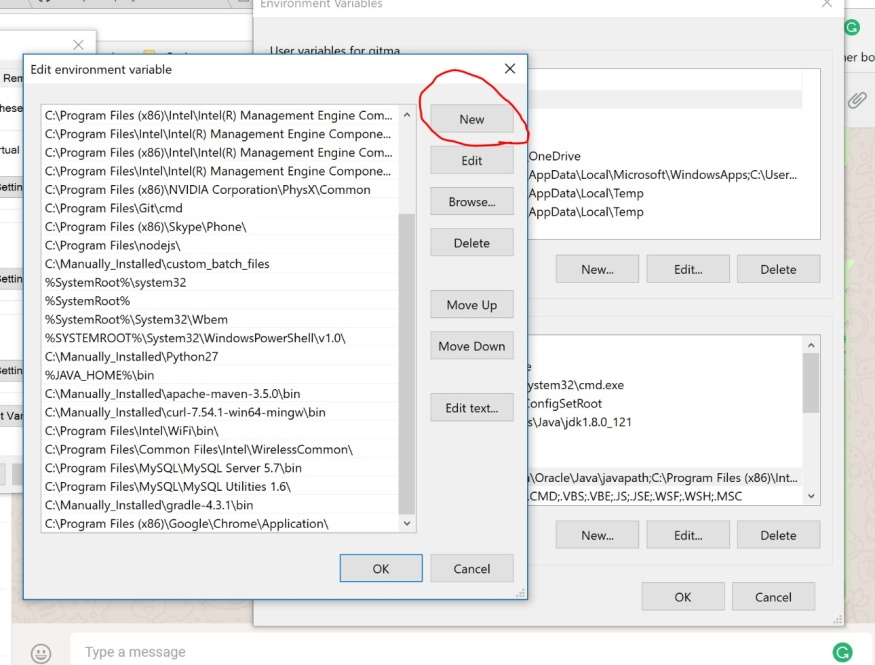 Environment Variables
User variables for gitma
Edit environment variable
C:\Program Files (x86)\Intel\Intel(R) Management Engine Com...
C:\Program Files\Intel\Intel(R) Management Engine Compone...
C:\Program Files (x86)\Intel\Intel(R) Management Engine Com...
C:\Program Files\Intel\Intel(R) Management Engine Compone...
C:\Program Files (x86)\NVIDIA Corporation\PhysX\Common
C:\Program Files\Git\cmd
C:\Program Files (x86)\Skype\Phone\
C:\Program Files\nodejs\
C:\Manually_Installed\custom_batch_files
%SystemRoot%\system32
%SystemRoot%
%SystemRoot%\System32\Wbem
%SYSTEMROOT%\System32\WindowsPowerShell\v1.0\
C:\Manually_Installed\Python27
%JAVA_HOME%\bin
C:\Manually_Installed\apache-maven-3.5.0\bin
C:\Manually_Installed\curl-7.54.1-win64-mingw\bin
C:\Program Files\Intel\WiFi\bin\
C:\Program Files\Common Files\Intel\WirelessCommon\
C:\Program Files\MySQL\MySQL Server 5.7\bin
C:\Program Files\MySQL\MySQL Utilities 1.6\
C:\Manually_Installed\gradle-4.3.1\bin
C:\Program Files (x86)\Google\Chrome\Application\
New
Edit
Browse...
Delete
Move Up
Move Down
Edit text...
OK
Cancel
OneDrive
AppData\Local\Microsoft\WindowsApps;C:\User...
AppData\Local\Temp
AppData\Local\Temp
New...
Edit...
Delete
ystem32\cmd.exe
ConfigSetRoot
s\Java\jdk1.8.0_121
\Oracle\Java\javapath;C:\Program Files (x86)\Int...
.CMD;.VBS;.VBE;.JS;.JSE;.WSF;.WSH;.MSC
New...
Edit...
Delete
OK
Cancel
Rem
hese
rtual
Settin
Settin
Settin
t Var
her bo
Type a message